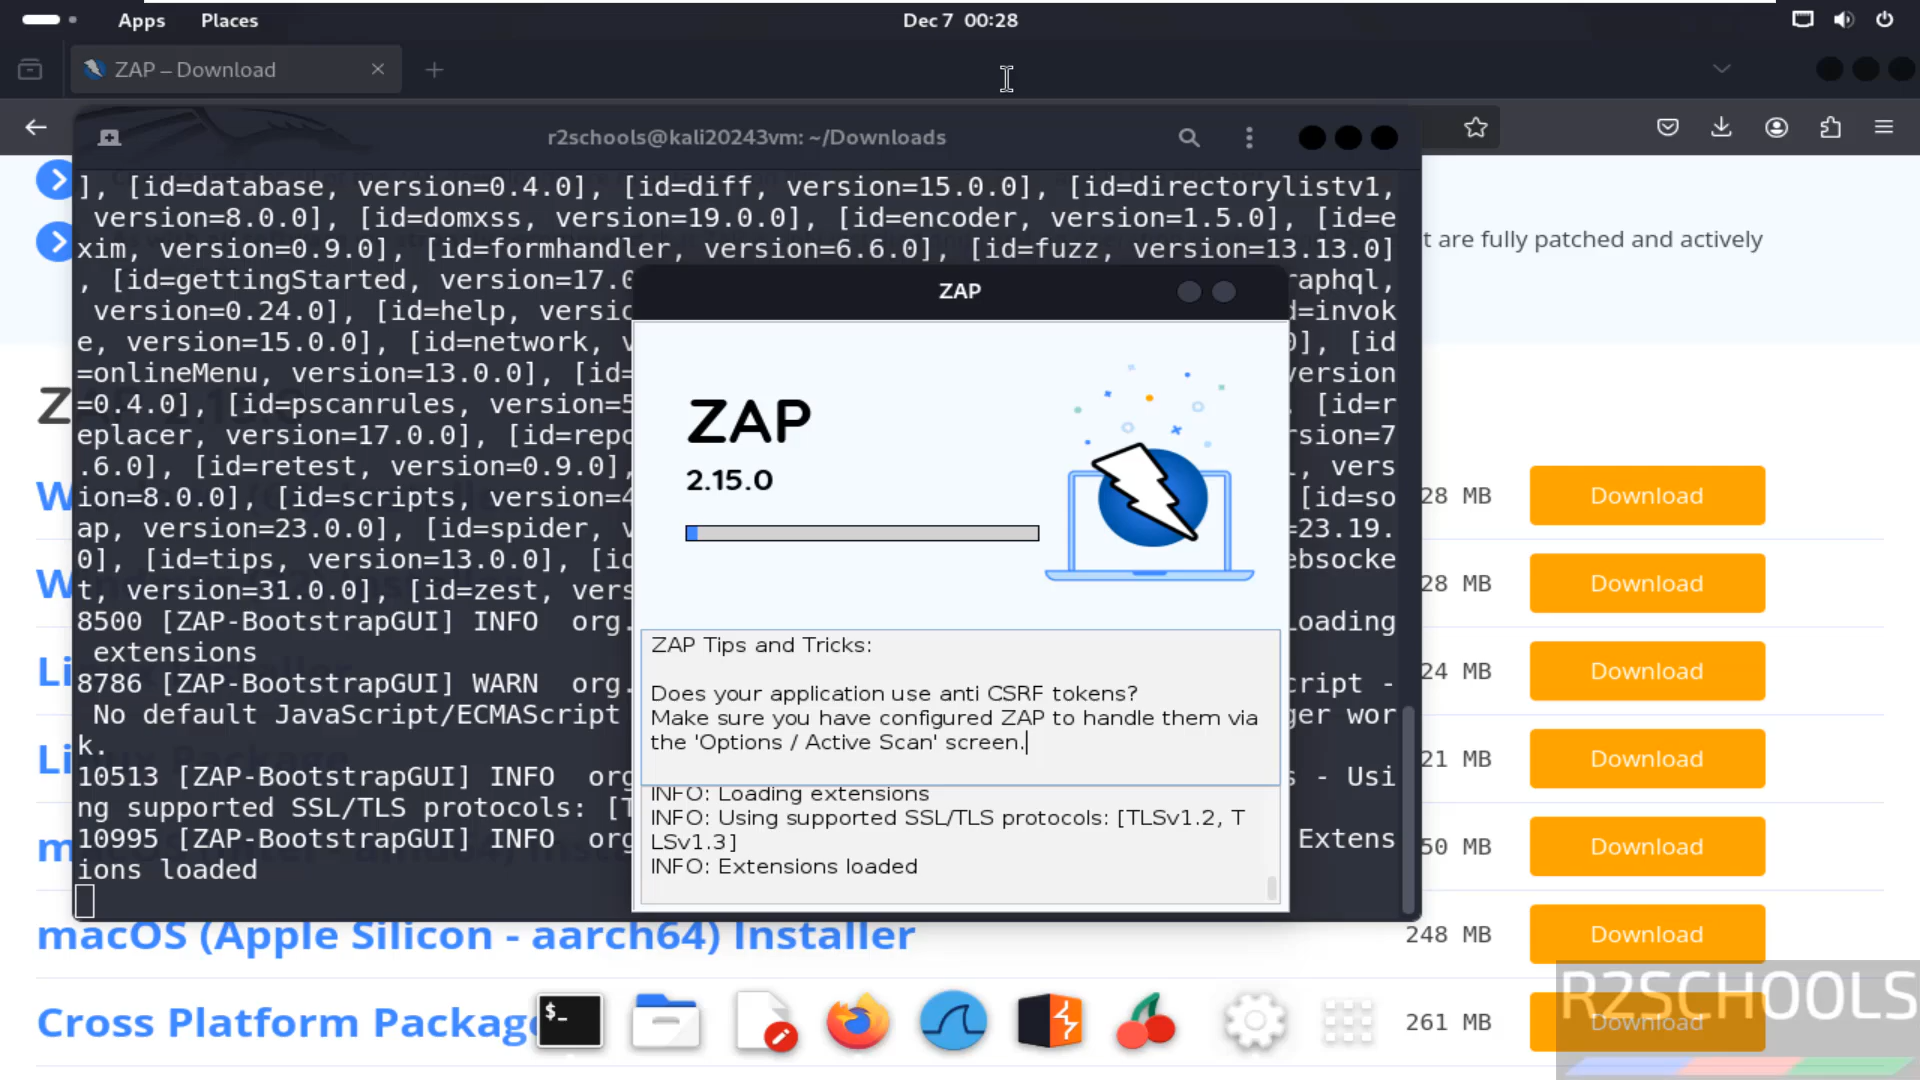 Apps Places
Dec 7 00:28
ZAP – Download
r2schools@kali20243vm: ~/Downloads
], [id=database, version=0.4.0], [id=diff, version=15.0.0], [id=directorylistv1,
version=8.0.0], [id=domxss, version=19.0.0], [id=encoder, version=1.5.0], [id=e
xim, version=0.9.0], [id=formhandler, version=6.6.0], [id=fuzz, version=13.13.0]
t are fully patched and actively
, [id=gettingStarted, version=17.0
raphql,
version=0.24.0], [id=help, versio
d=invok
e, version=15.0.0], [id=network, v
0], [id
=onlineMenu, version=13.0.0], [id=
version
=0.4.0], [id=pscanrules, version=5
, [id=r
eplacer, version=17.0.0], [id=repo
rsion=7
.6.0], [id=retest, version=0.9.0],
l, vers
ion=8.0.0], [id=scripts, version=4
[id=so
ap, version=23.0.0], [id=spider, v
=23.19.
0], [id=tips, version=13.0.0], [id
ebsocke
t, version=31.0.0], [id=zest, vers
8500 [ZAP-BootstrapGUI] INFO org.
Loading
extensions
8786 [ZAP-BootstrapGUI] WARN org.
cript -
No default JavaScript/ECMAScript
ger wor
k.
10513 [ZAP-BootstrapGUI] INFO org
s - Usi
ng supported SSL/TLS protocols: [T
10995 [ZAP-BootstrapGUI] INFO org
Extens
ions loaded
ZAP
ZAP
2.15.0
ZAP Tips and Tricks:
Does your application use anti CSRF tokens?
Make sure you have configured ZAP to handle them via
the 'Options / Active Scan' screen.
INFO: Loading extensions
INFO: Using supported SSL/TLS protocols: [TLSv1.2, T
LSv1.3]
INFO: Extensions loaded
28 MB Download
28 MB Download
24 MB Download
21 MB Download
50 MB Download
macOS (Apple Silicon - aarch64) Installer 248 MB Download
Cross Platform Package 261 MB Download
R2SCHOOLS